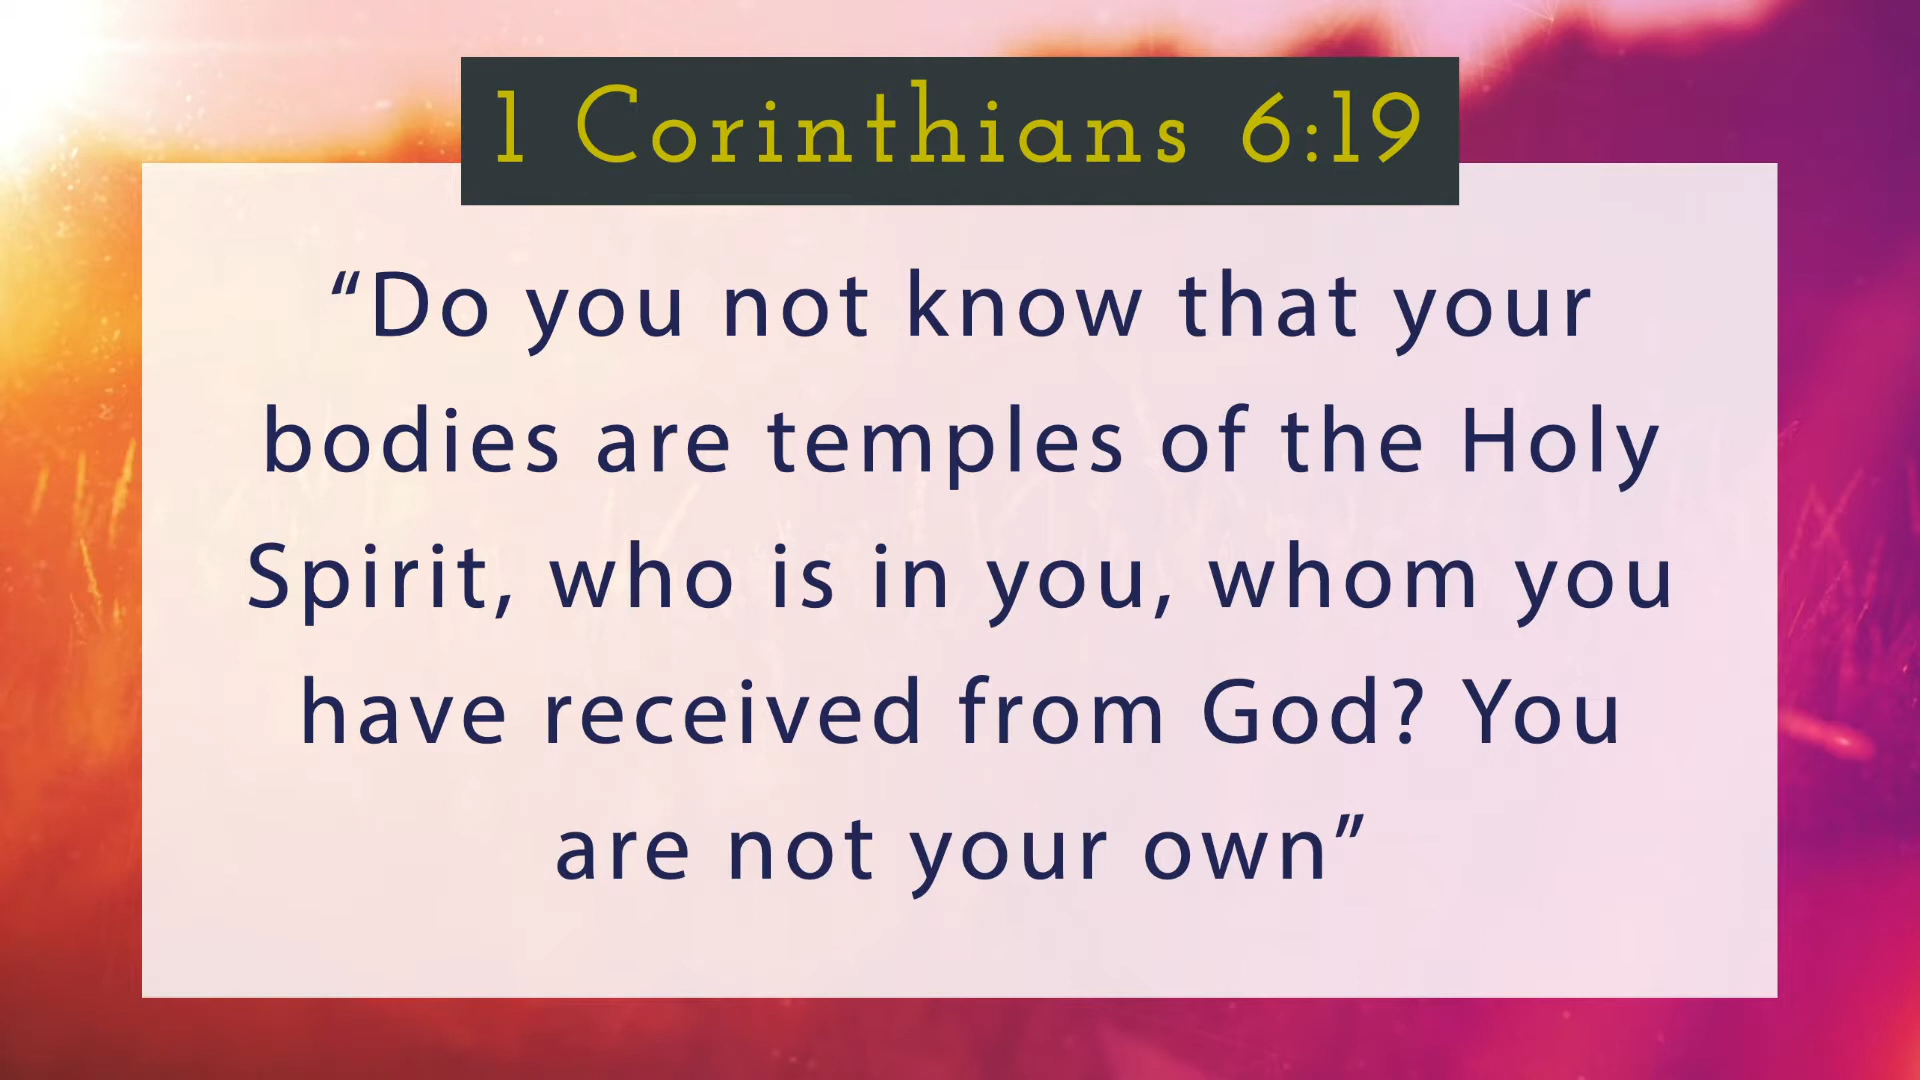 1 Corinthians 6:19
“Do you not know that your
bodies are temples of the Holy
Spirit, who is in you, whom you
have received from God? You
are not your own”